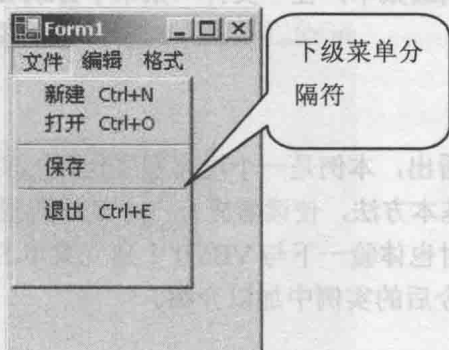 Form1
文件 编辑 格式
新建 Ctrl+N
打开 Ctrl+O
保存
退出 Ctrl+E
下级菜单分
隔符